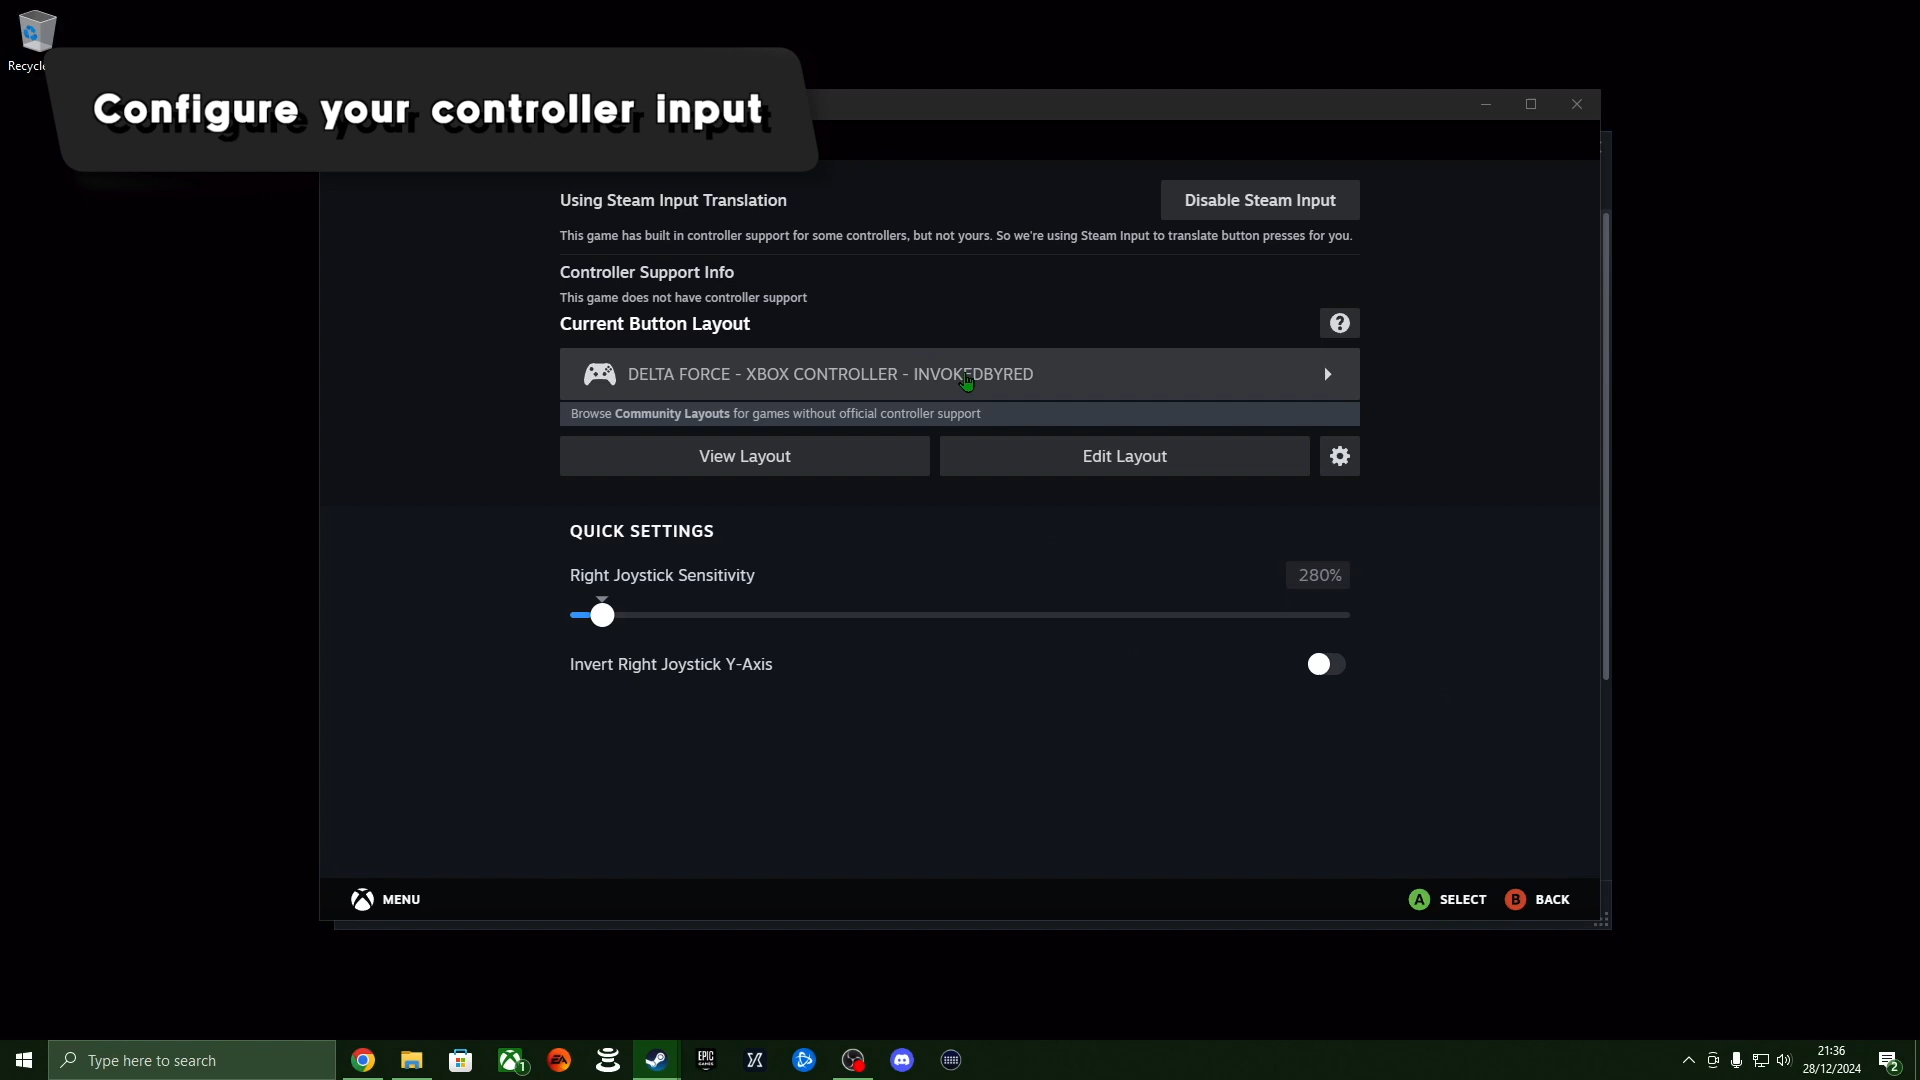 Recycle
Configure your controller input
Using Steam Input Translation
Disable Steam Input
This game has built in controller support for some controllers, but not yours. So we're using Steam Input to translate button presses for you.
Controller Support Info
This game does not have controller support
Current Button Layout
?
DELTA FORCE - XBOX CONTROLLER - INVOKEDBYRED
Browse Community Layouts for games without official controller support
View Layout
Edit Layout
QUICK SETTINGS
Right Joystick Sensitivity
280%
Invert Right Joystick Y-Axis
MENU
A SELECT
B BACK
Type here to search
1
EA
EPIC GAMES
21:36
28/12/2024
2